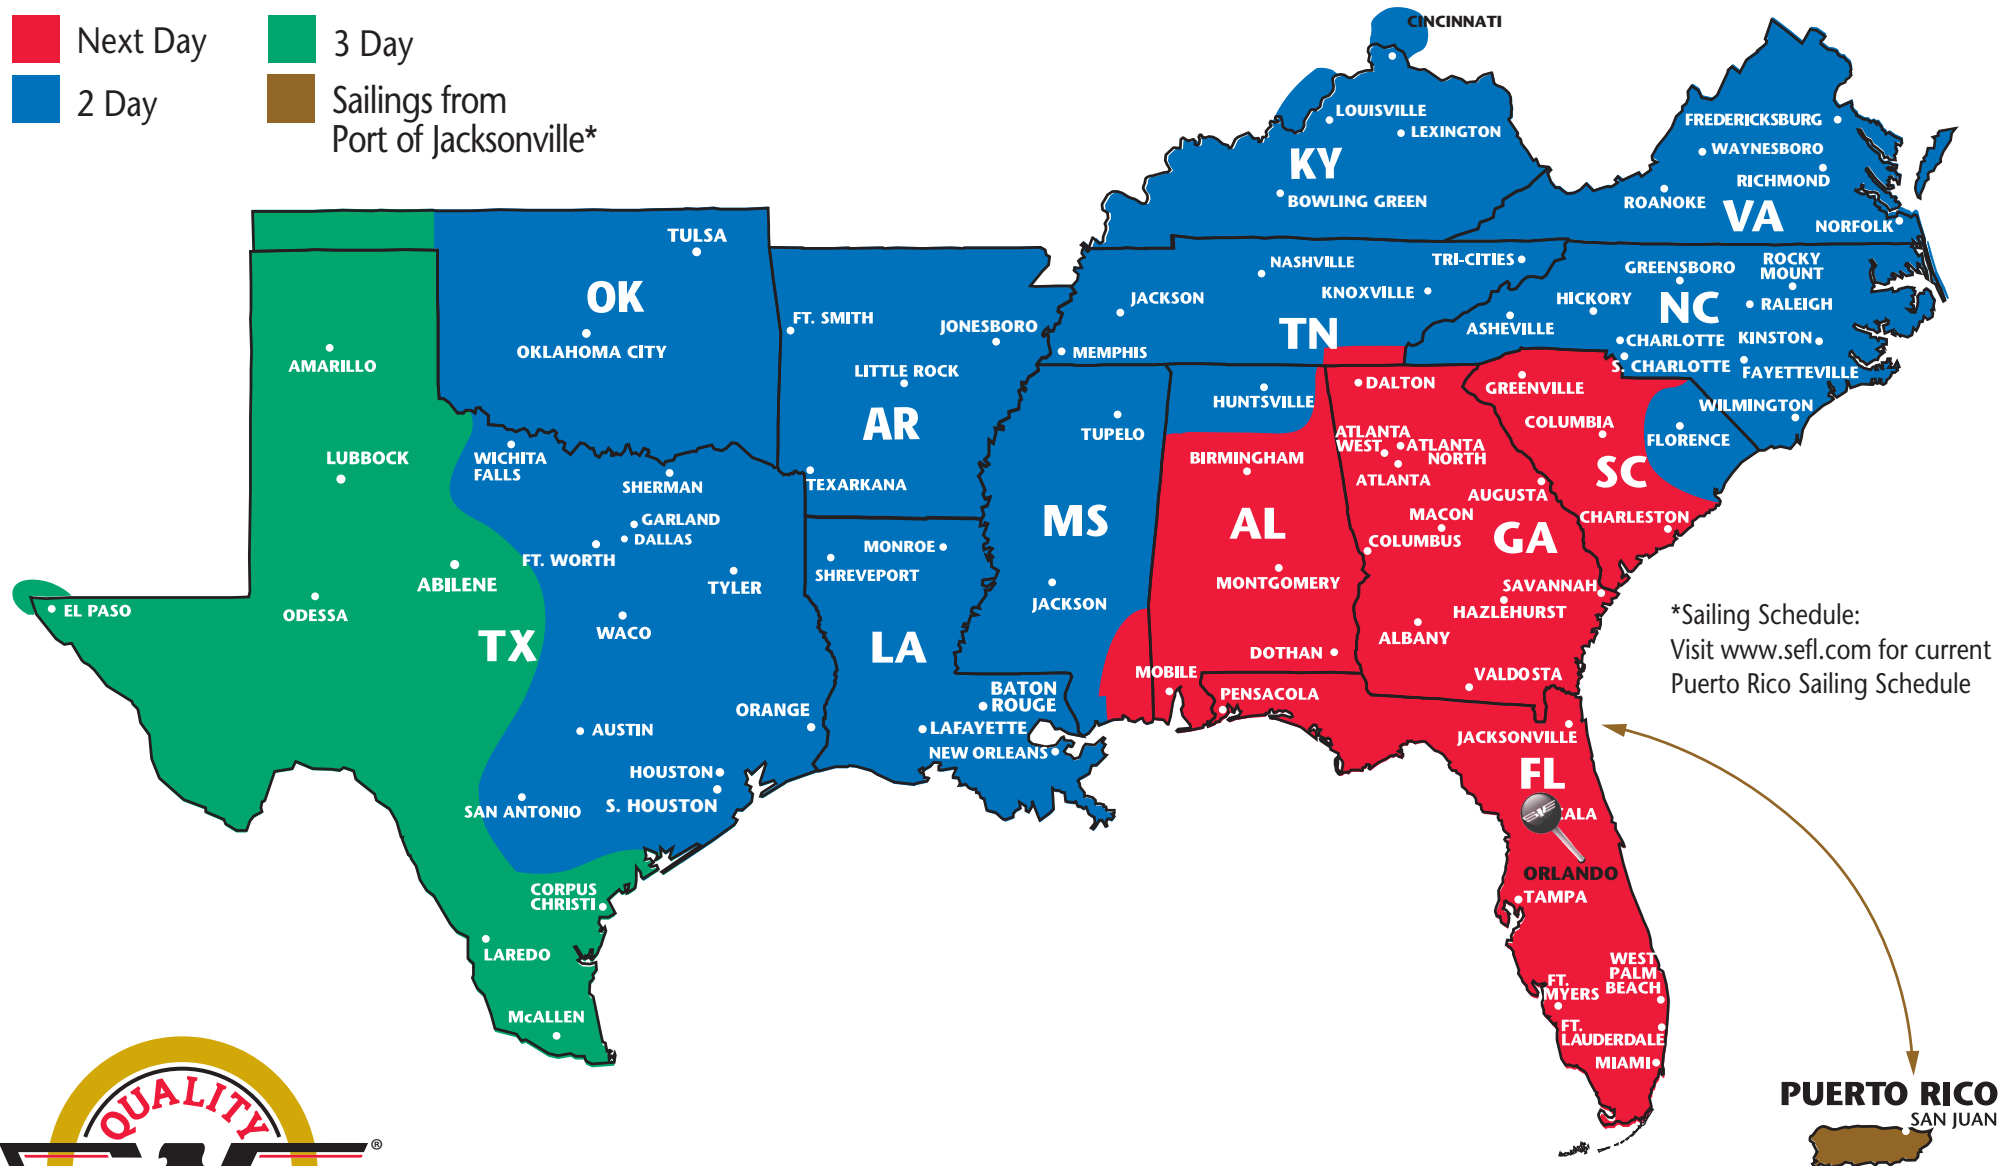 Next Day
2 Day
3 Day
Sailings from
Port of Jacksonville*
CINCINNATI
LOUISVILLE
LEXINGTON
KY
BOWLING GREEN
FREDERICKSBURG
WAYNESBORO
RICHMOND
ROANOKE
VA
NORFOLK
TULSA
OK
OKLAHOMA CITY
FT. SMITH
JONESBORO
LITTLE ROCK
AR
TEXARKANA
NASHVILLE
TRI-CITIES
JACKSON
KNOXVILLE
TN
MEMPHIS
GREENSBORO
ROCKY
MOUNT
HICKORY
NC
RALEIGH
ASHEVILLE
CHARLOTTE
KINSTON
S. CHARLOTTE
FAYETTEVILLE
WILMINGTON
AMARILLO
LUBBOCK
WICHITA
FALLS
SHERMAN
GARLAND
DALLAS
FT. WORTH
ABILENE
TYLER
EL PASO
ODESSA
WACO
TX
AUSTIN
ORANGE
HOUSTON
S. HOUSTON
SAN ANTONIO
CORPUS
CHRISTI
LAREDO
McALLEN
MONROE
SHREVEPORT
LA
BATON
ROUGE
LAFAYETTE
NEW ORLEANS
TUPELO
MS
JACKSON
HUNTSVILLE
BIRMINGHAM
AL
MONTGOMERY
DOTHAN
MOBILE
DALTON
ATLANTA
WEST
ATLANTA
NORTH
ATLANTA
AUGUSTA
MACON
COLUMBUS
GA
SAVANNAH
HAZLEHURST
ALBANY
VALDOSTA
GREENVILLE
COLUMBIA
FLORENCE
SC
CHARLESTON
PENSACOLA
JACKSONVILLE
FL
ALA
ORLANDO
TAMPA
WEST
PALM
BEACH
FT.
MYERS
FT.
LAUDERDALE
MIAMI
*Sailing Schedule:
Visit www.sefl.com for current
Puerto Rico Sailing Schedule
PUERTO RICO
SAN JUAN
QUALITY
®